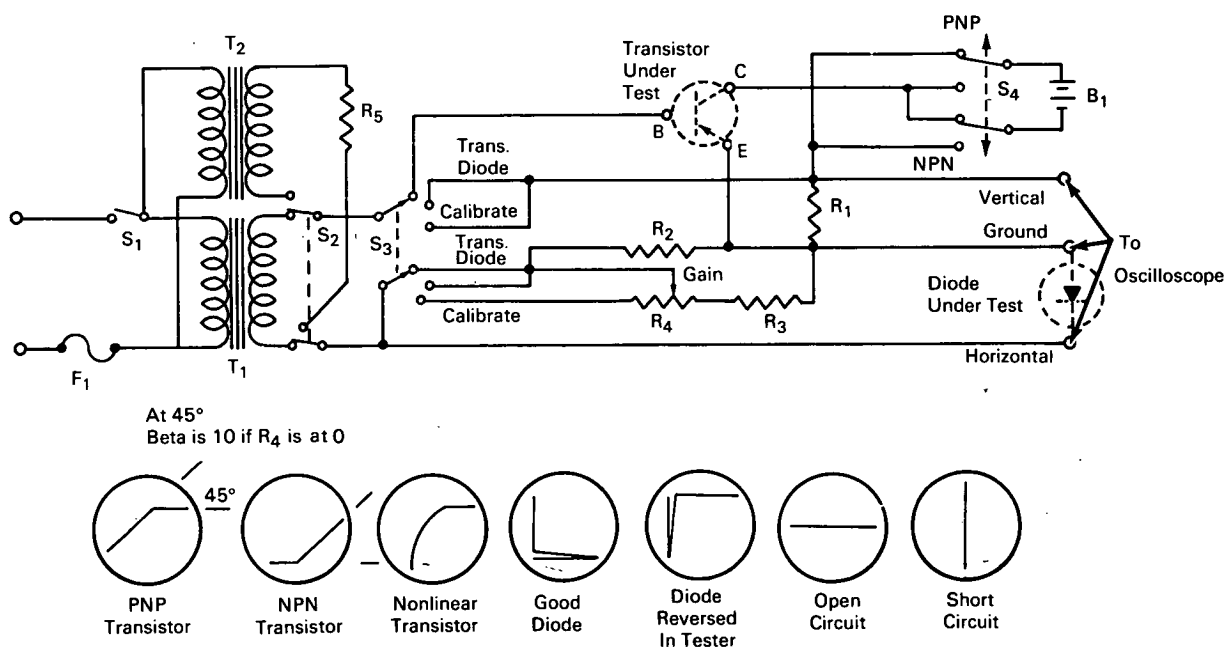 PNP
T2
Transistor
Under
Test
C
S4
B1
R5
B
E
NPN
Trans.
Diode
Vertical
S1
S2
S3
Calibrate
R1
Trans.
Diode
R2
Ground
To
Oscilloscope
Gain
Diode
Under Test
Calibrate
R4
R3
F1
T1
Horizontal
At 45°
Beta is 10 if R4 is at 0
45°
PNP
Transistor
NPN
Transistor
Nonlinear
Transistor
Good
Diode
Diode
Reversed
In Tester
Open
Circuit
Short
Circuit